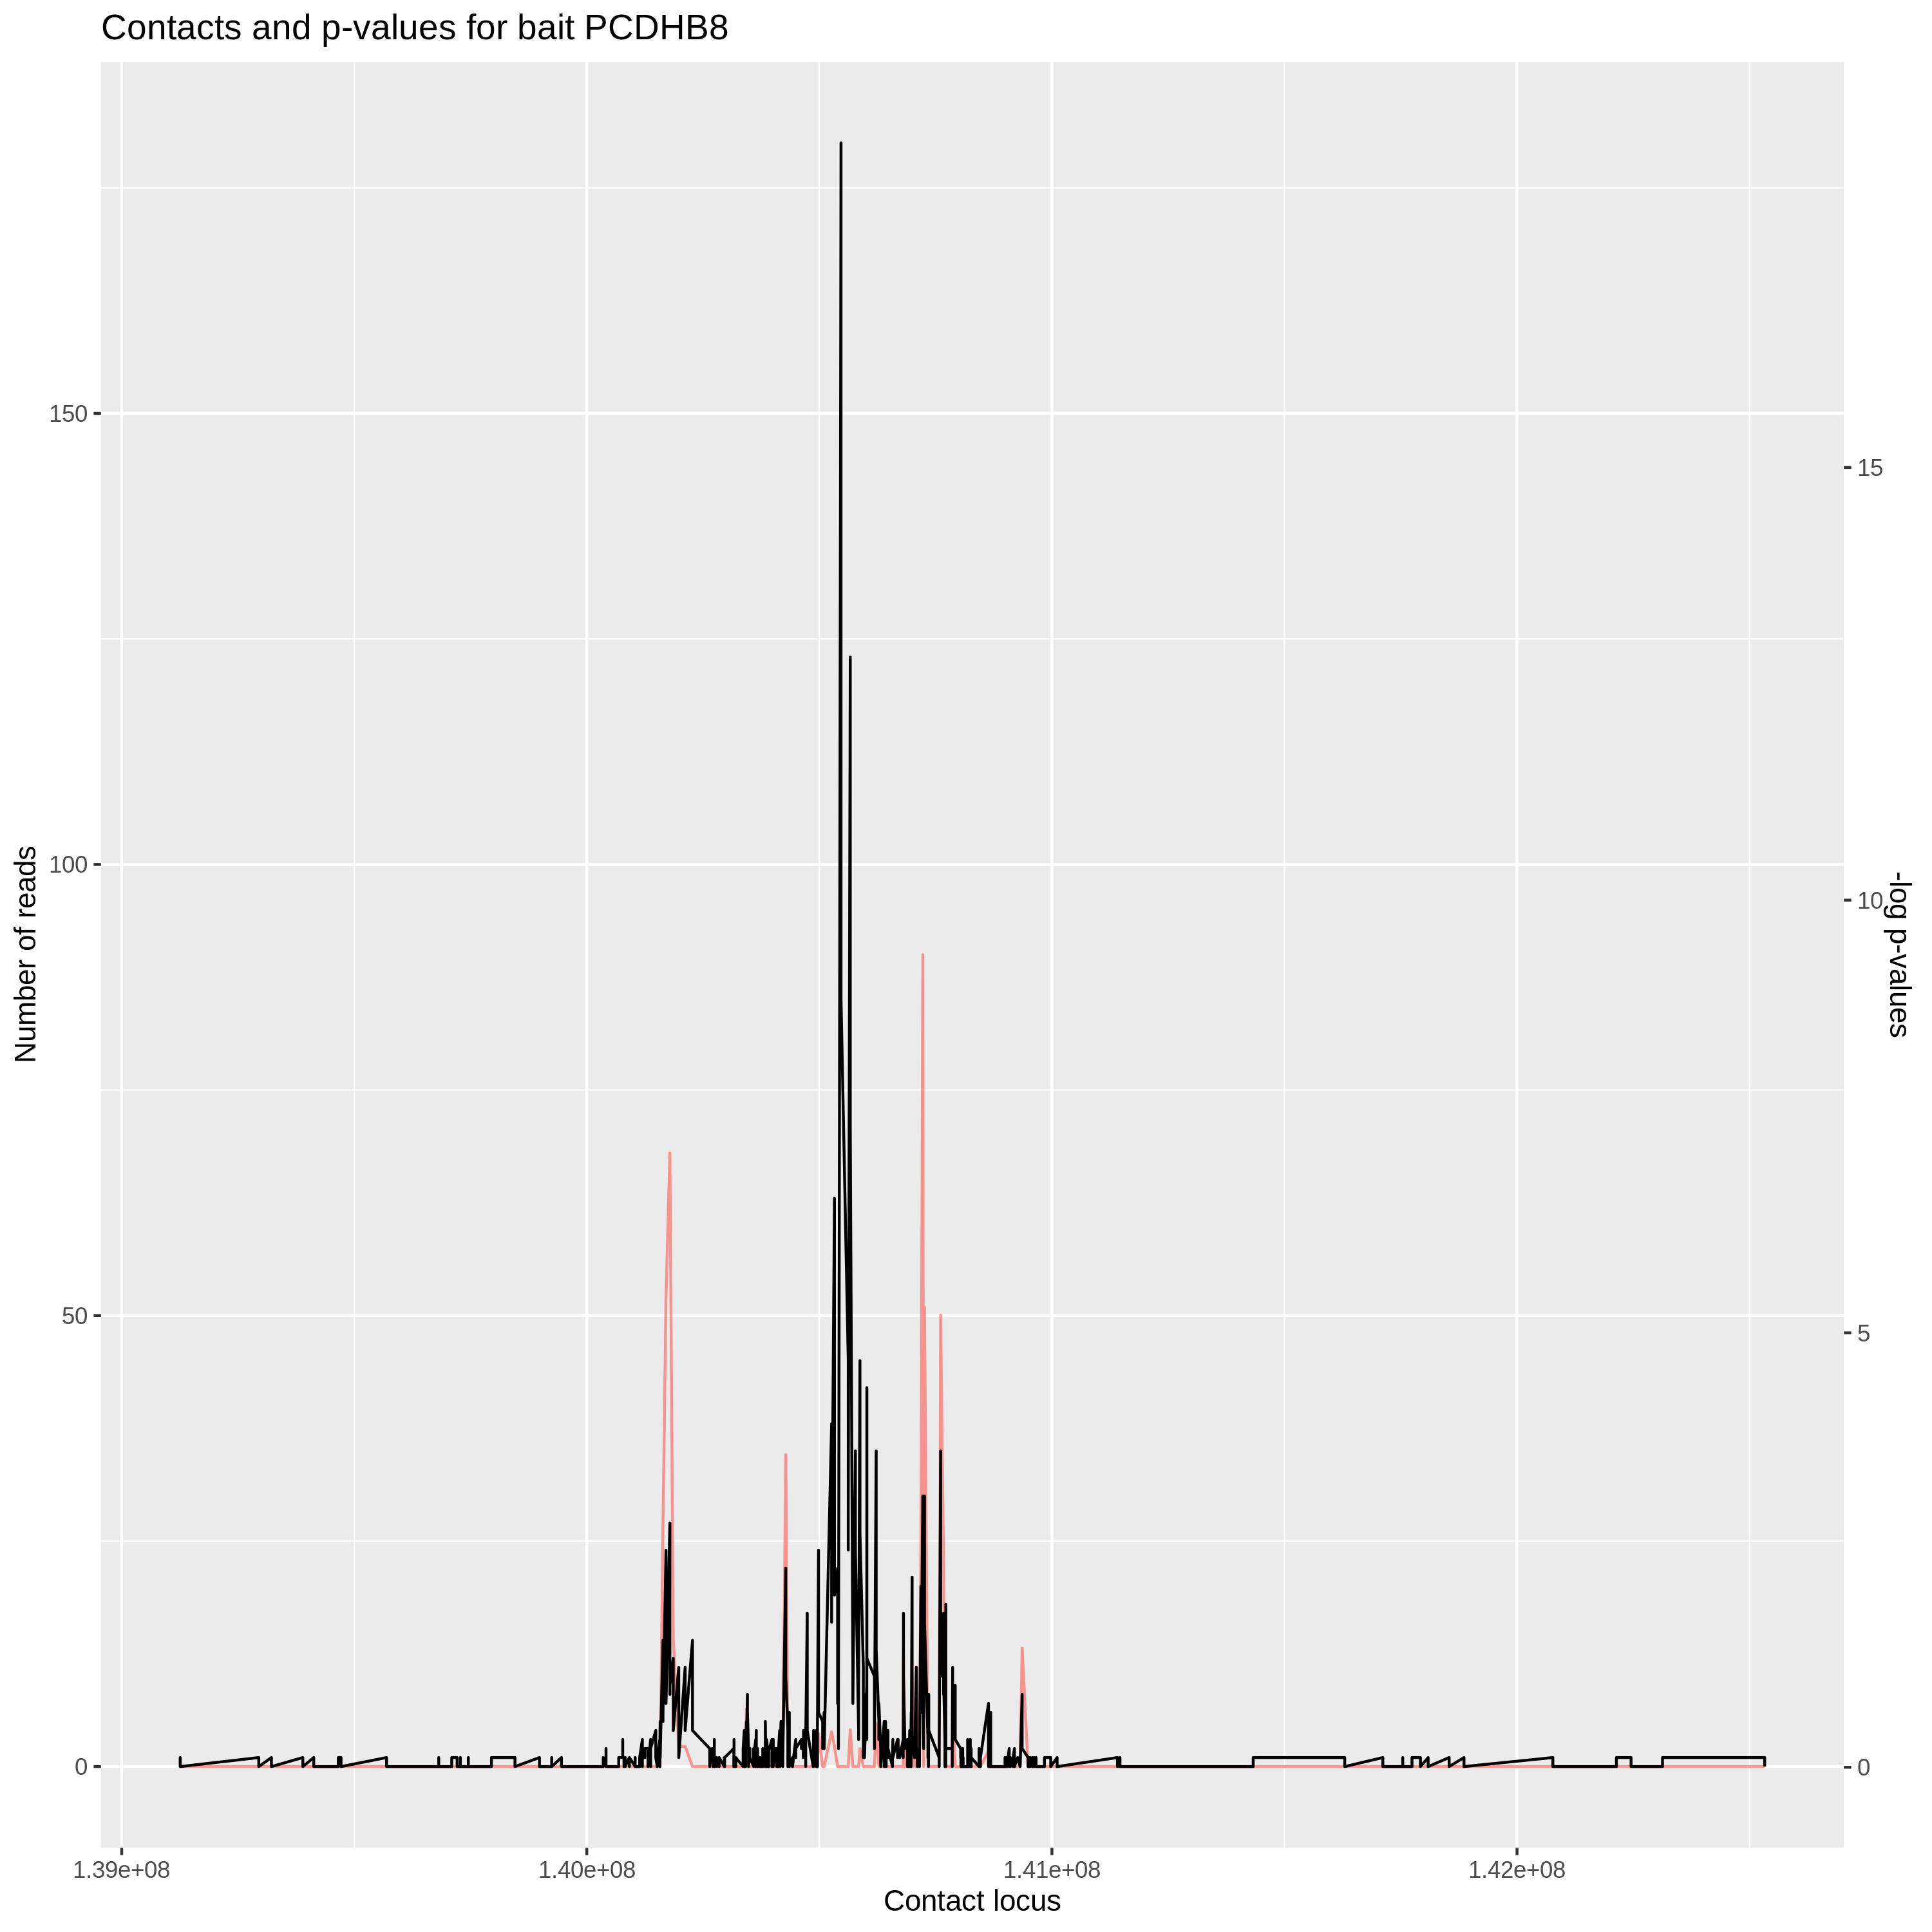 Contacts and p-values for bait PCDHB8
Number of reads
150
100
50
0
15
10
5
0
-log p-values
1.39e+08
1.40e+08
1.41e+08
1.42e+08
Contact locus